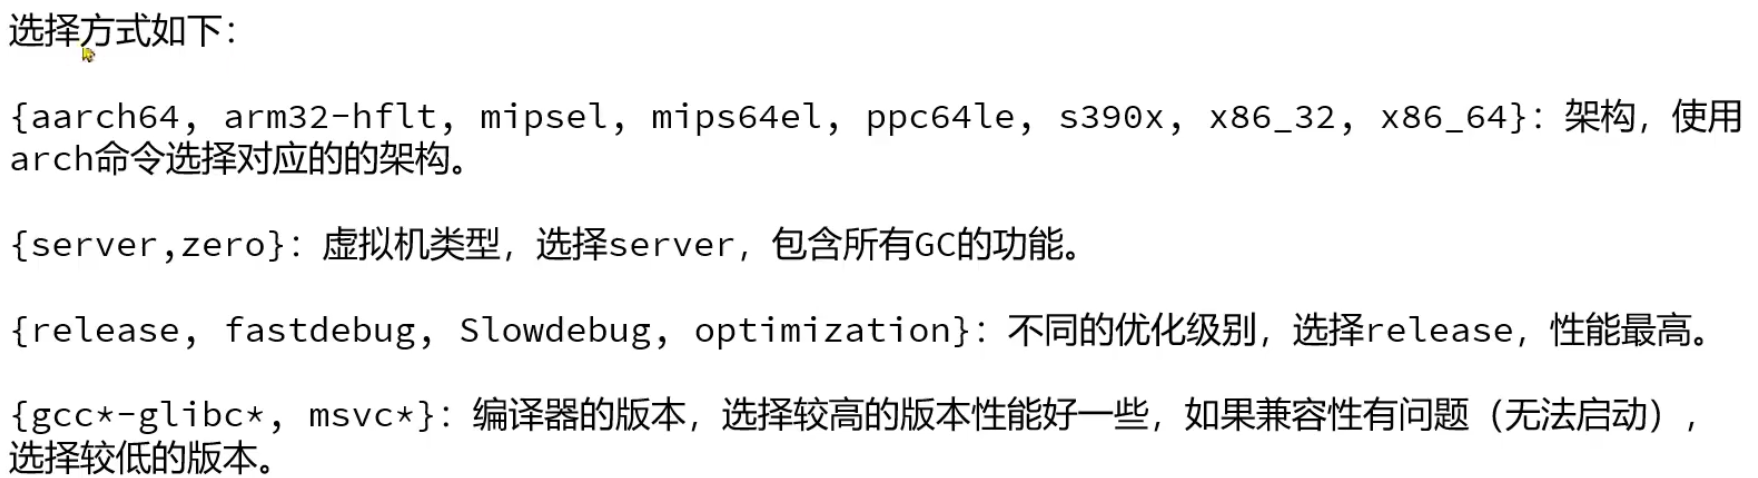 选择方式如下：
{aarch64, arm32-hflt, mipsel, mips64el, ppc64le, s390x, x86_32, x86_64}：架构，使用
arch命令选择对应的的架构。
{server,zero}：虚拟机类型，选择server，包含所有GC的功能。
{release, fastdebug, Slowdebug, optimization}：不同的优化级别，选择release，性能最高。
{gcc*-glibc*, msvc*}：编译器的版本，选择较高的版本性能好一些，如果兼容性有问题（无法启动），
选择较低的版本。